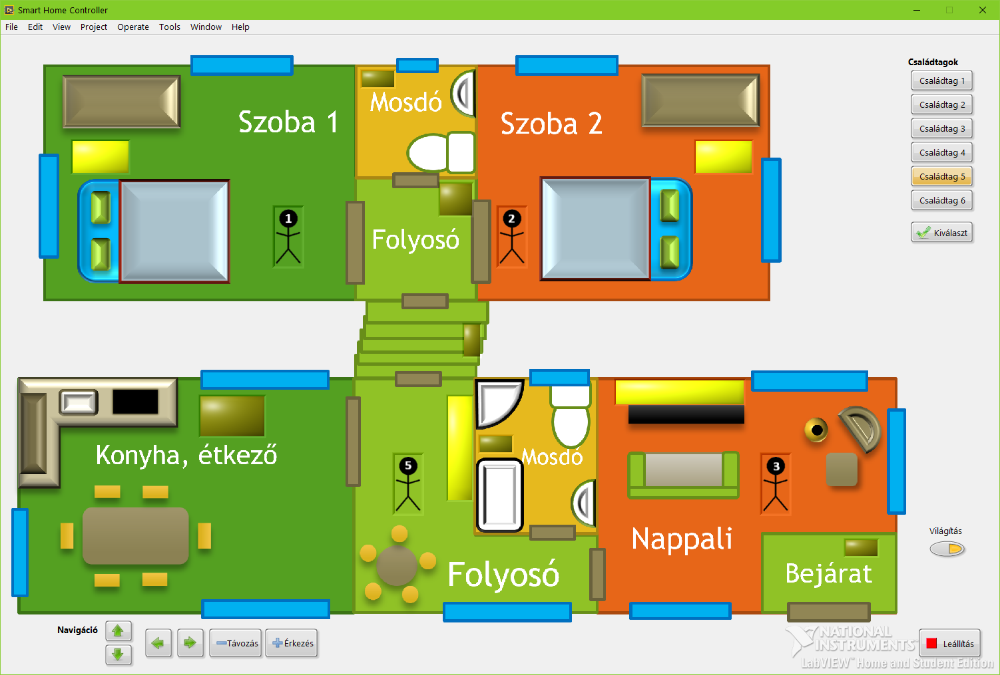 Smart Home Controller
File Edit View Project Operate Tools Window Help
Családtagok
Családtag 1
Családtag 2
Családtag 3
Családtag 4
Családtag 5
Családtag 6
Kiválaszt
Szoba 1
Mosdó
Szoba 2
1
2
Folyosó
Konyha, étkező
5
Mosdó
3
Nappali
Folyosó
Bejárat
Világítás
Navigáció
Távozás
Érkezés
NATIONAL
INSTRUMENTS™
LabVIEW™ Home and Student Edition
Leállítás